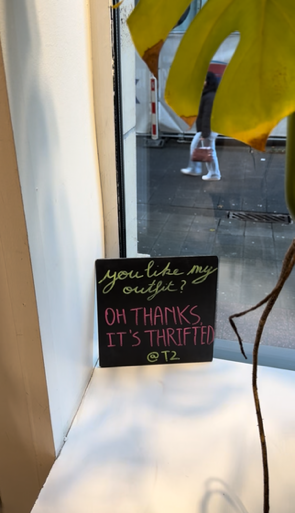 you like my
outfit?
OH THANKS,
IT'S THRIFTED
@T2